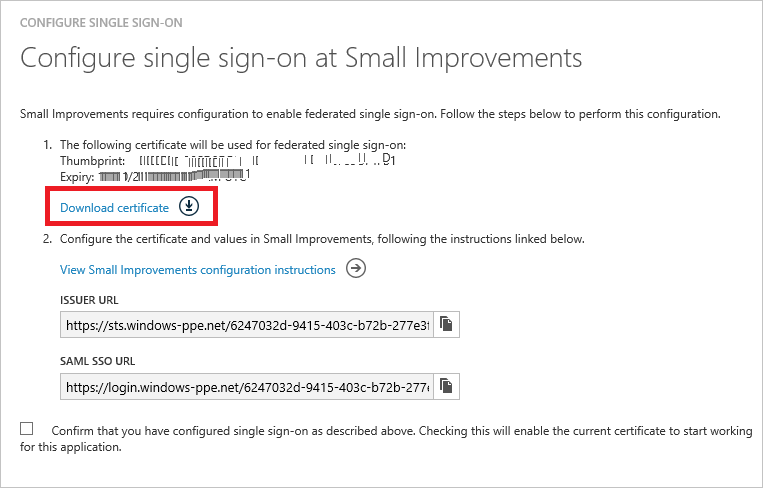 CONFIGURE SINGLE SIGN-ON
Configure single sign-on at Small Improvements
Small Improvements requires configuration to enable federated single sign-on. Follow the steps below to perform this configuration.
1. The following certificate will be used for federated single sign-on:
Thumbprint:
Expiry:
Download certificate
2. Configure the certificate and values in Small Improvements, following the instructions linked below.
View Small Improvements configuration instructions
ISSUER URL
https://sts.windows-ppe.net/6247032d-9415-403c-b72b-277e3f
SAML SSO URL
https://login.windows-ppe.net/6247032d-9415-403c-b72b-277
Confirm that you have configured single sign-on as described above. Checking this will enable the current certificate to start working
for this application.